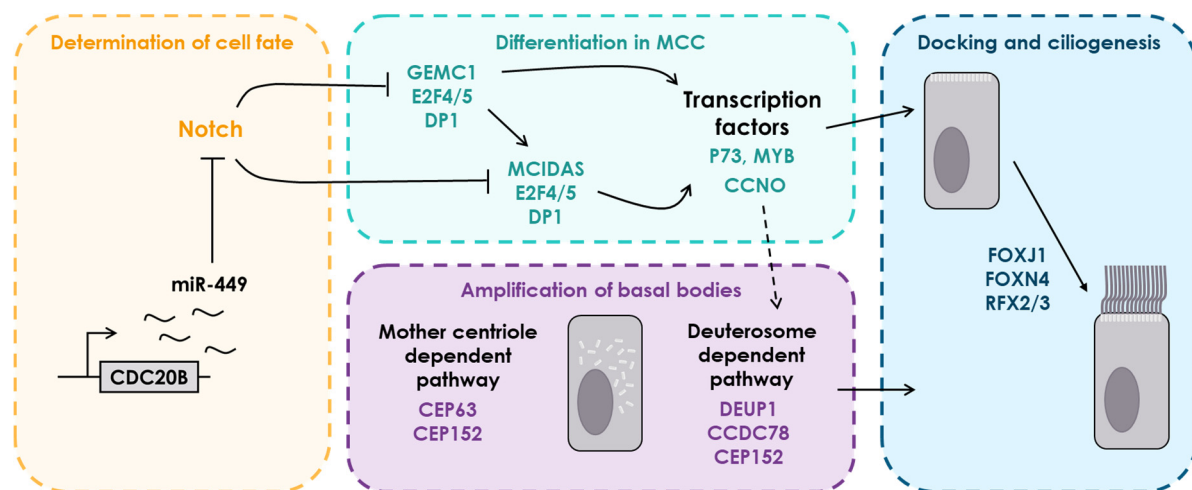 Determination of cell fate
Notch
miR-449
CDC20B
Differentiation in MCC
GEMC1
E2F4/5
DP1
MCIDAS
E2F4/5
DP1
Transcription
factors
P73, MYB
CCNO
Amplification of basal bodies
Mother centriole
dependent
pathway
CEP63
CEP152
Deuterosome
dependent
pathway
DEUP1
CCDC78
CEP152
Docking and ciliogenesis
FOXJ1
FOXN4
RFX2/3